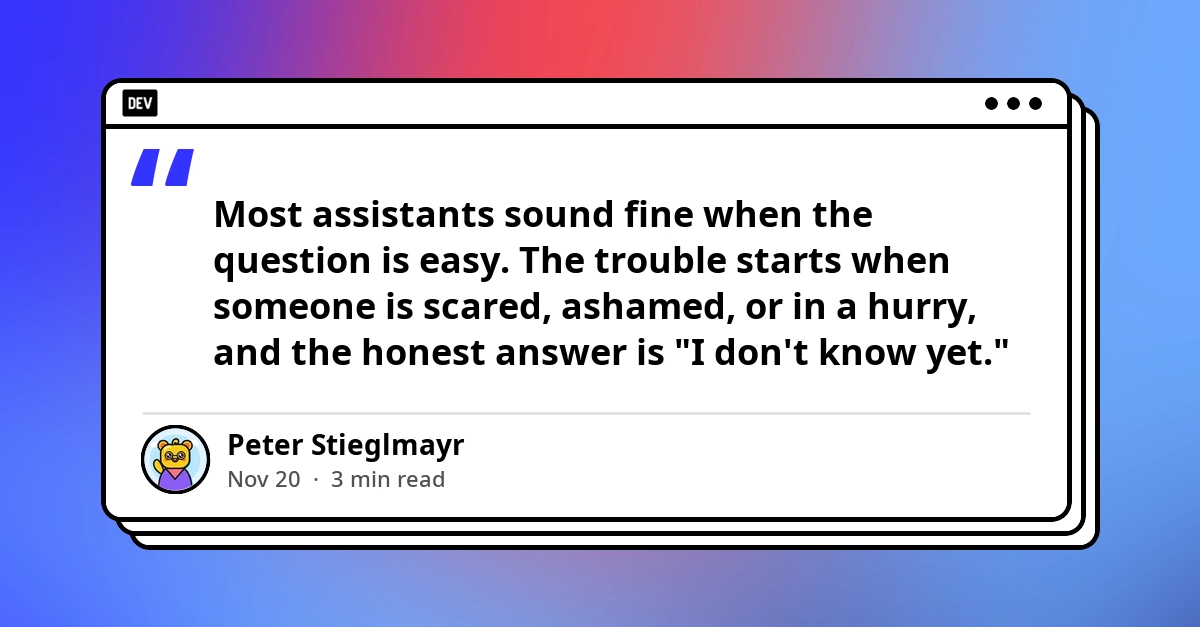 DEV
“
Most assistants sound fine when the
question is easy. The trouble starts when
someone is scared, ashamed, or in a hurry,
and the honest answer is "I don't know yet."
Peter Stieglmayr
Nov 20 · 3 min read